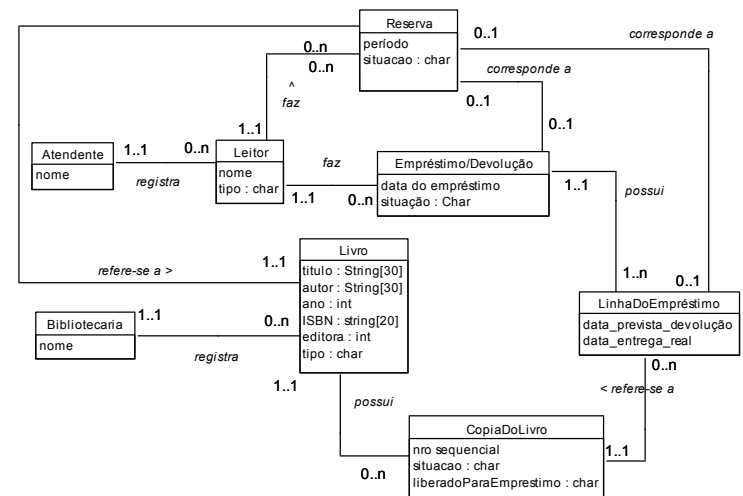 Reserva
período
situacao : char
0..1
corresponde a
0..n
0..n
^
faz
corresponde a
0..1
0..1
1..1
Atendente
nome
1..1
0..n
registra
Leitor
nome
tipo : char
faz
1..1
0..n
Empréstimo/Devolução
data do empréstimo
situação : Char
1..1
possui
refere-se a >
1..1
Livro
titulo : String[30]
autor : String[30]
ano : int
ISBN : string[20]
editora : int
tipo : char
1..n
0..1
LinhaDoEmpréstimo
data_prevista_devolução
data_entrega_real
Bibliotecaria
nome
1..1
0..n
registra
1..1
possui
0..n
0..n
< refere-se a
CopiaDoLivro
nro sequencial
situacao : char
liberadoParaEmprestimo : char
1..1